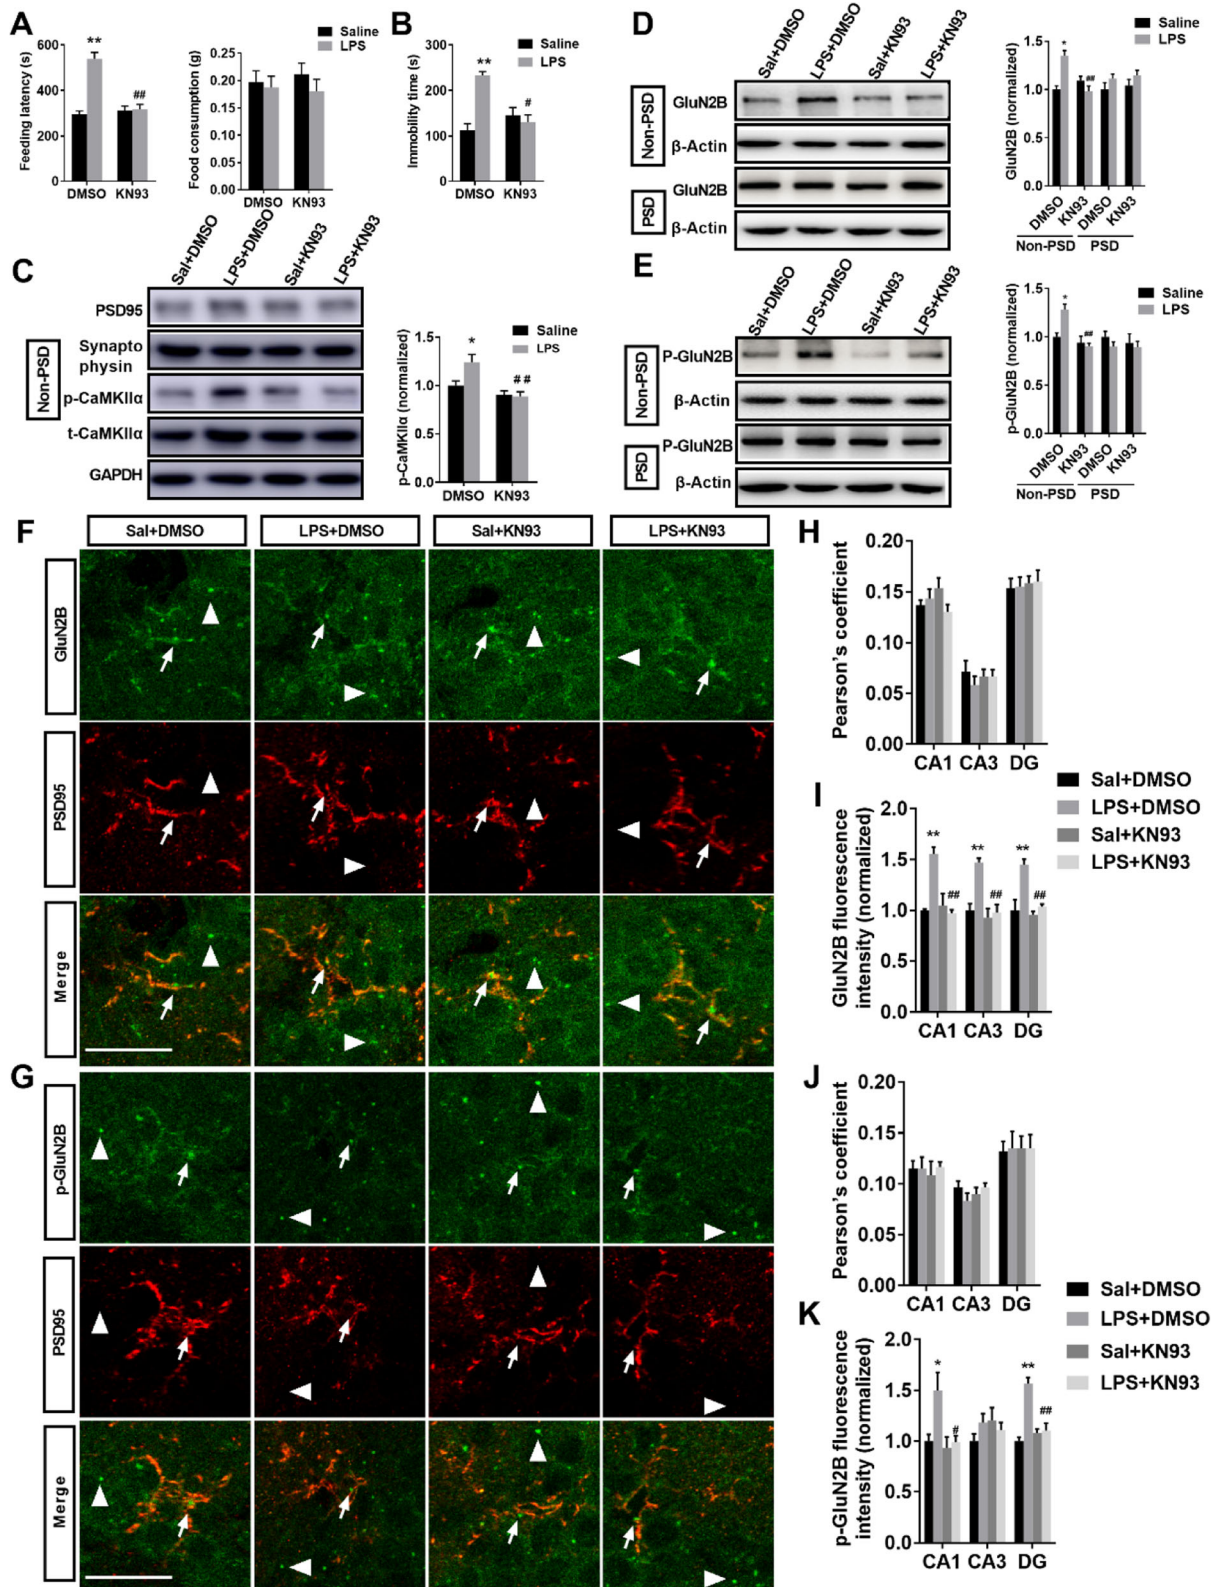 A
Feeding latency (s)
600
400
200
0
**
##
DMSO KN93
Food consumption (g)
0.25
0.20
0.15
0.10
0.05
0.00
DMSO KN93
Saline
LPS
B
Immobility time (s)
300
200
100
0
**
#
DMSO KN93
Saline
LPS
C
Sal+DMSO LPS+DMSO Sal+KN93 LPS+KN93
Non-PSD
PSD95
Synapto
physin
p-CaMKIIα
t-CaMKIIα
GAPDH
p-CaMKIIα (normalized)
1.5
1.0
0.5
0.0
*
##
DMSO KN93
Saline
LPS
D
Sal+DMSO LPS+DMSO Sal+KN93 LPS+KN93
Non-PSD
GluN2B
β-Actin
PSD
GluN2B
β-Actin
GluN2B (normalized)
1.5
1.0
0.5
0.0
*
##
DMSO KN93 DMSO KN93
Non-PSD PSD
Saline
LPS
E
Sal+DMSO LPS+DMSO Sal+KN93 LPS+KN93
Non-PSD
P-GluN2B
β-Actin
PSD
P-GluN2B
β-Actin
p-GluN2B (normalized)
1.5
1.0
0.5
0.0
*
##
DMSO KN93 DMSO KN93
Non-PSD PSD
Saline
LPS
F
Sal+DMSO LPS+DMSO Sal+KN93 LPS+KN93
GluN2B
PSD95
Merge
G
p-GluN2B
PSD95
Merge
H
Pearson's coefficient
0.20
0.15
0.10
0.05
0.00
CA1 CA3 DG
Sal+DMSO
LPS+DMSO
Sal+KN93
LPS+KN93
I
GluN2B fluorescence
intensity (normalized)
2.0
1.5
1.0
0.5
0.0
** ** **
## ## ##
CA1 CA3 DG
J
Pearson's coefficient
0.20
0.15
0.10
0.05
0.00
CA1 CA3 DG
Sal+DMSO
LPS+DMSO
Sal+KN93
LPS+KN93
K
p-GluN2B fluorescence
intensity (normalized)
2.0
1.5
1.0
0.5
0.0
* **
# ##
CA1 CA3 DG